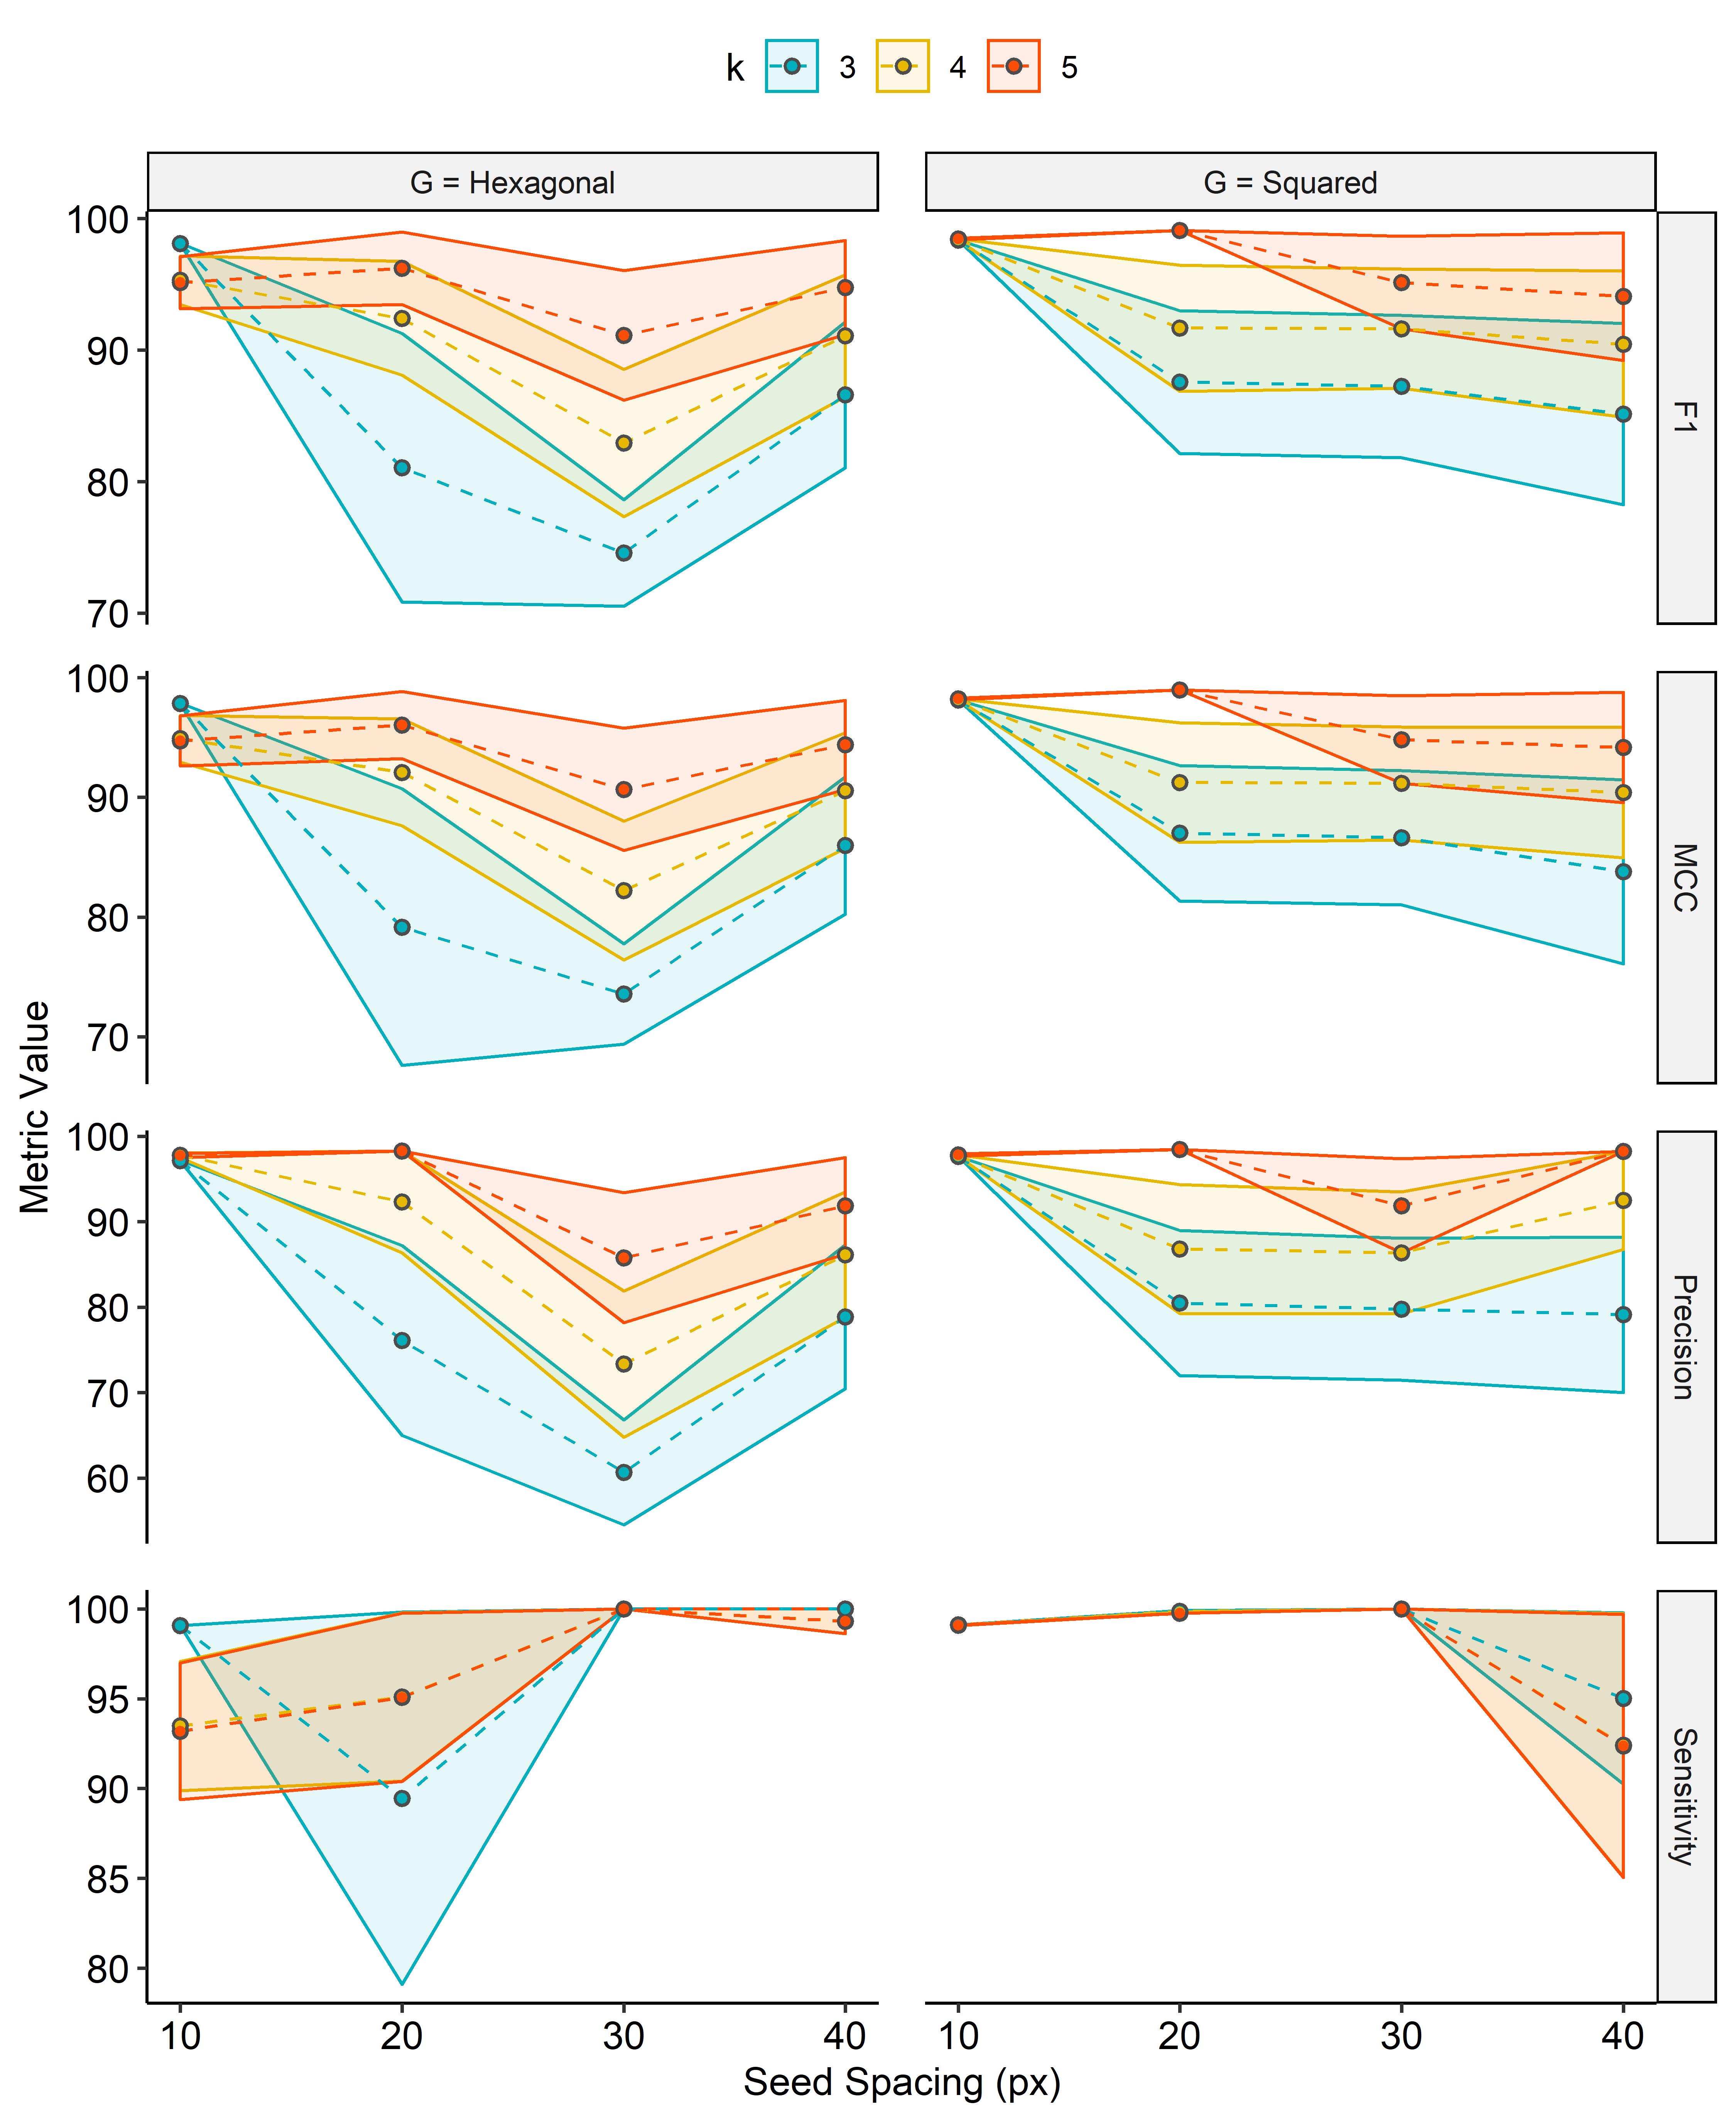 k 3 4 5
G = Hexagonal G = Squared
100
90
80
70
F1
100
90
80
70
MCC
100
90
80
70
60
Precision
100
95
90
85
80
Sensitivity
Metric Value
10 20 30 40 10 20 30 40
Seed Spacing (px)